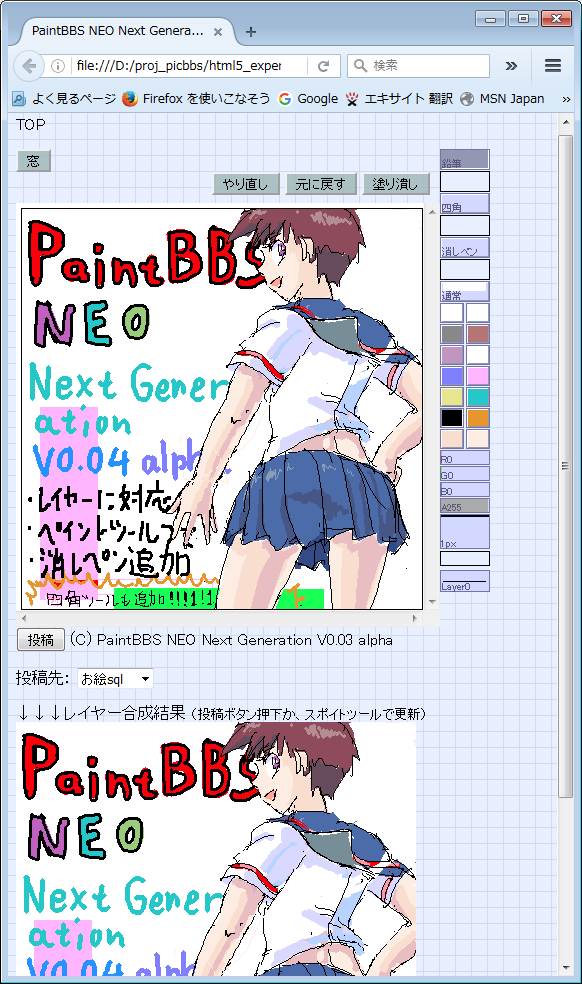 PaintBBS NEO Next Genera...
file:///D:/proj_picbbs/html5_exper
検索
よく見るページ
Firefox を使いこなそう
Google
エキサイト 翻訳
MSN Japan
TOP
窓
やり直し
元に戻す
塗り潰し
鉛筆
四角
消しペン
通常
R0
G0
B0
A255
1px
Layer0
PaintBBS
NEO
Next Gener
ation
V0.04 alph
・レイヤーに対応
・ペイントツール
・消しペン追加
四角ツールも追加!!!1!1
投稿
(C) PaintBBS NEO Next Generation V0.03 alpha
投稿先:
お絵sql
↓↓↓レイヤー合成結果 (投稿ボタン押下か、スポイトツールで更新)
PaintBBS
NEO
Next Gener
ation
V0.04 alph